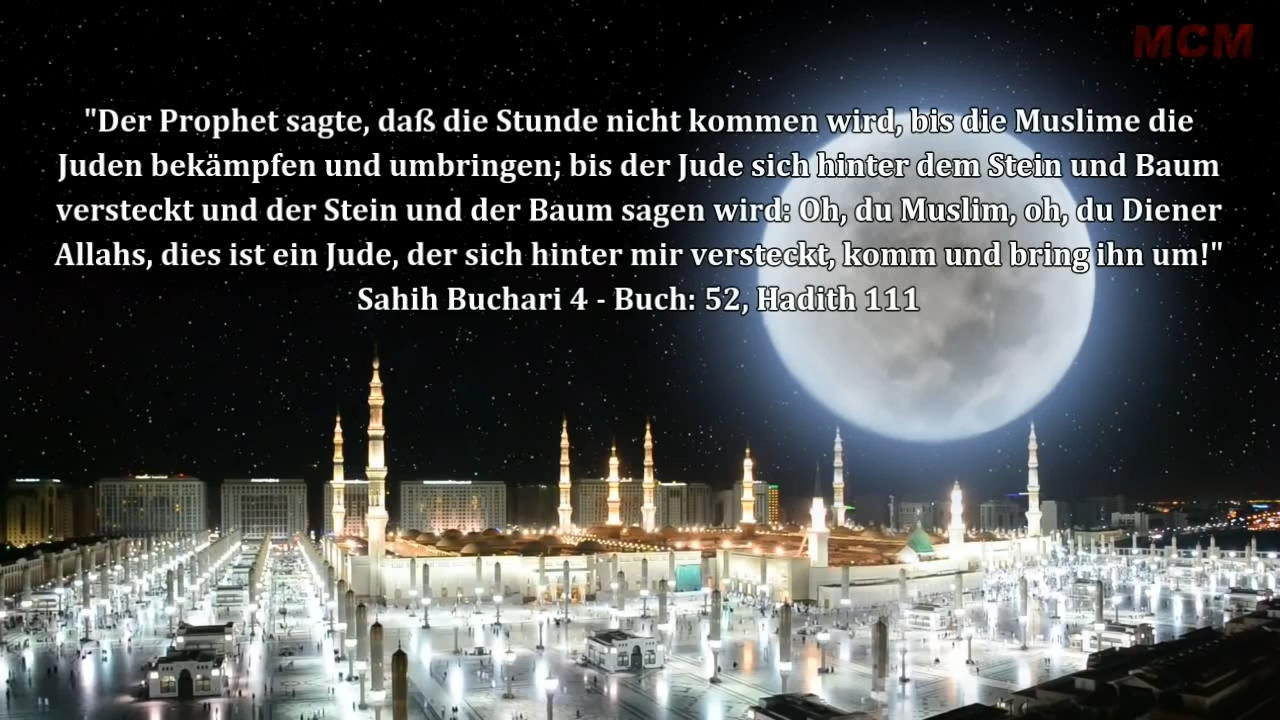 MCM
"Der Prophet sagte, daß die Stunde nicht kommen wird, bis die Muslime die
Juden bekämpfen und umbringen; bis der Jude sich hinter dem Stein und Baum
versteckt und der Stein und der Baum sagen wird: Oh, du Muslim, oh, du Diener
Allahs, dies ist ein Jude, der sich hinter mir versteckt, komm und bring ihn um!"
Sahih Buchari 4 - Buch: 52, Hadith 111